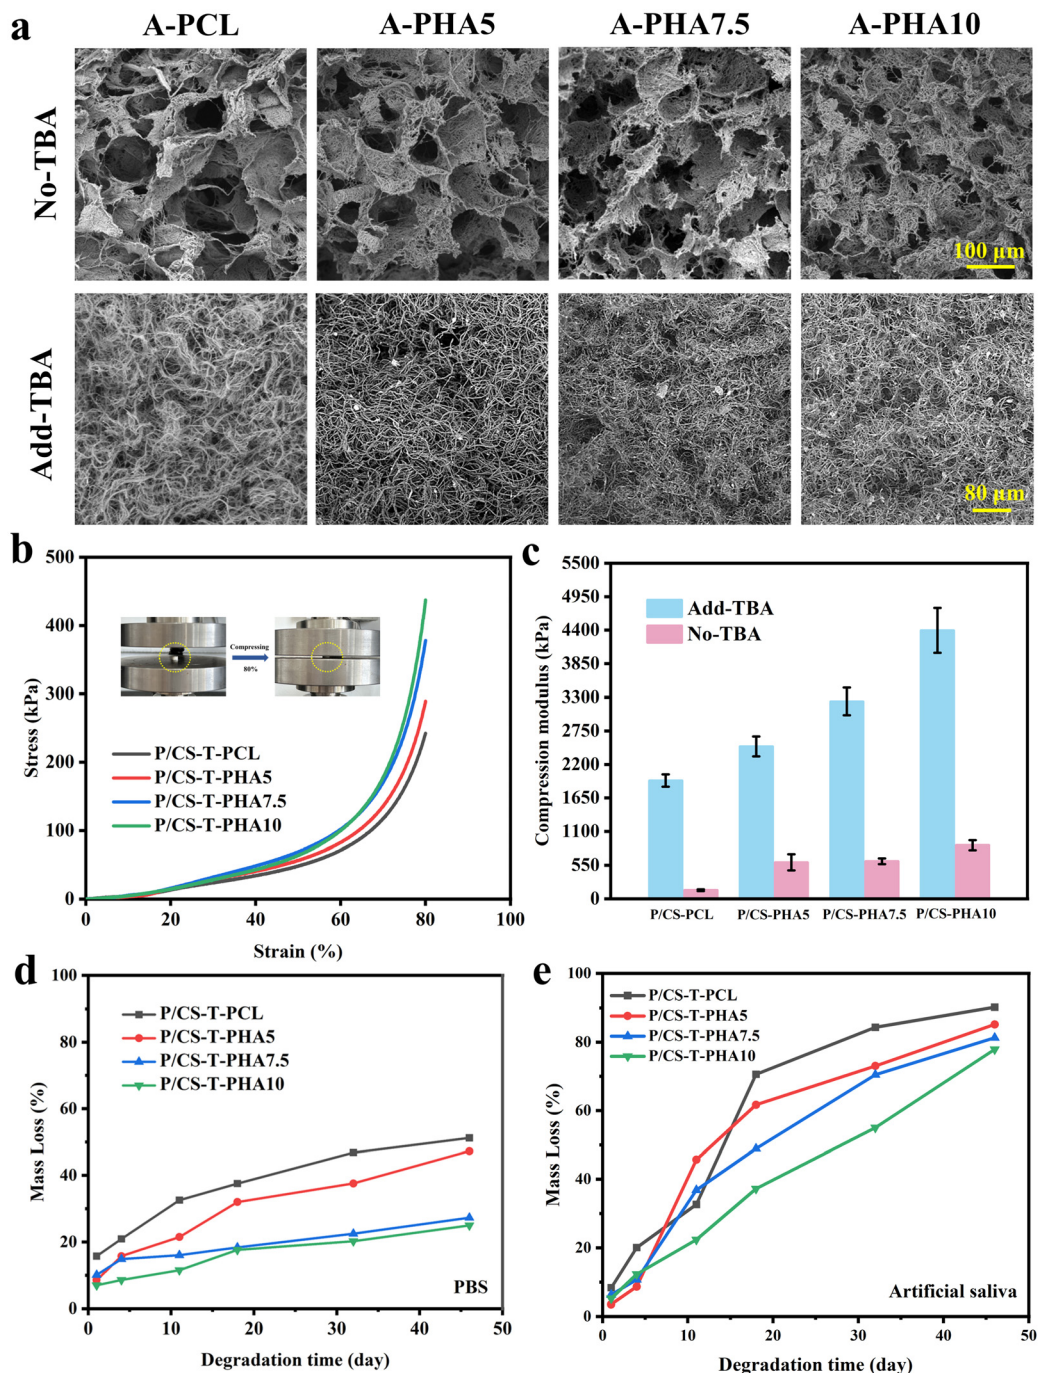 a
A-PCL
A-PHA5
A-PHA7.5
A-PHA10
No-TBA
100 μm
Add-TBA
80 μm
b
500
400
300
200
100
0
Stress (kPa)
Compressing
80%
P/CS-T-PCL
P/CS-T-PHA5
P/CS-T-PHA7.5
P/CS-T-PHA10
0
20
40
60
80
100
Strain (%)
c
5500
4950
4400
3850
3300
2750
2200
1650
1100
550
0
Compression modulus (kPa)
Add-TBA
No-TBA
P/CS-PCL
P/CS-PHA5
P/CS-PHA7.5
P/CS-PHA10
d
100
80
60
40
20
0
Mass Loss (%)
P/CS-T-PCL
P/CS-T-PHA5
P/CS-T-PHA7.5
P/CS-T-PHA10
PBS
0
10
20
30
40
50
Degradation time (day)
e
100
80
60
40
20
0
Mass Loss (%)
P/CS-T-PCL
P/CS-T-PHA5
P/CS-T-PHA7.5
P/CS-T-PHA10
Artificial saliva
0
10
20
30
40
50
Degradation time (day)